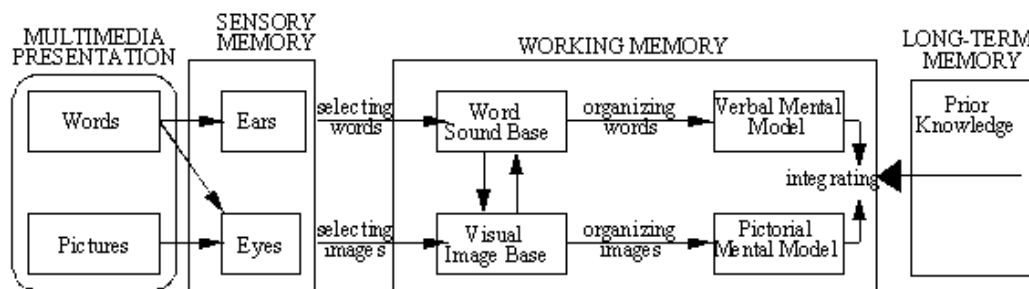 MULTIMEDIA
PRESENTATION
SENSORY
MEMORY
WORKING MEMORY
LONG-TERM
MEMORY
Words
Ears
selecting
words
Word
Sound Base
organizing
words
Verbal Mental
Model
Prior
Knowledge
integrating
Pictures
Eyes
selecting
images
Visual
Image Base
organizing
images
Pictorial
Mental Model